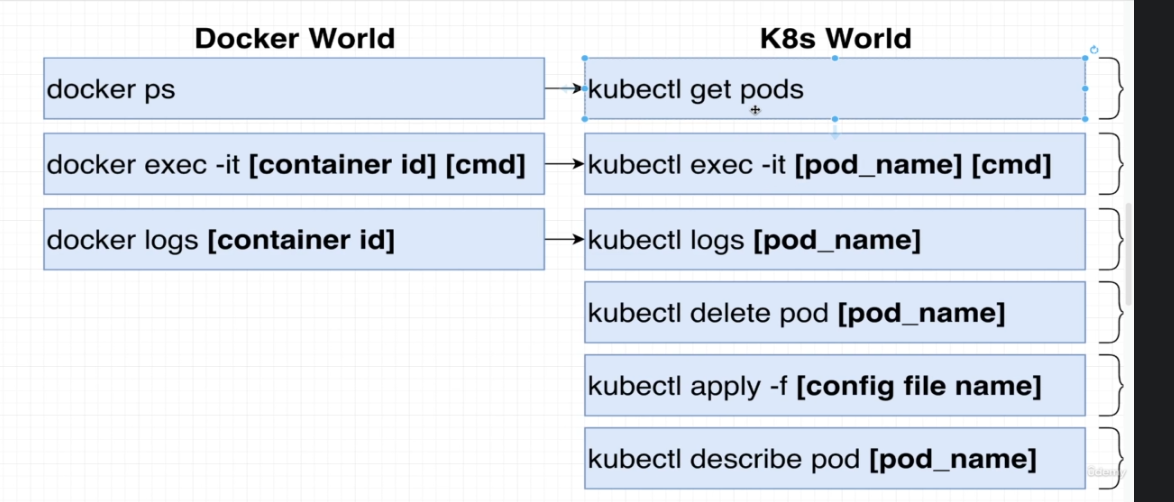 Docker World
K8s World
docker ps
kubectl get pods
docker exec -it [container id] [cmd]
kubectl exec -it [pod_name] [cmd]
docker logs [container id]
kubectl logs [pod_name]
kubectl delete pod [pod_name]
kubectl apply -f [config file name]
kubectl describe pod [pod_name]
ûdemy